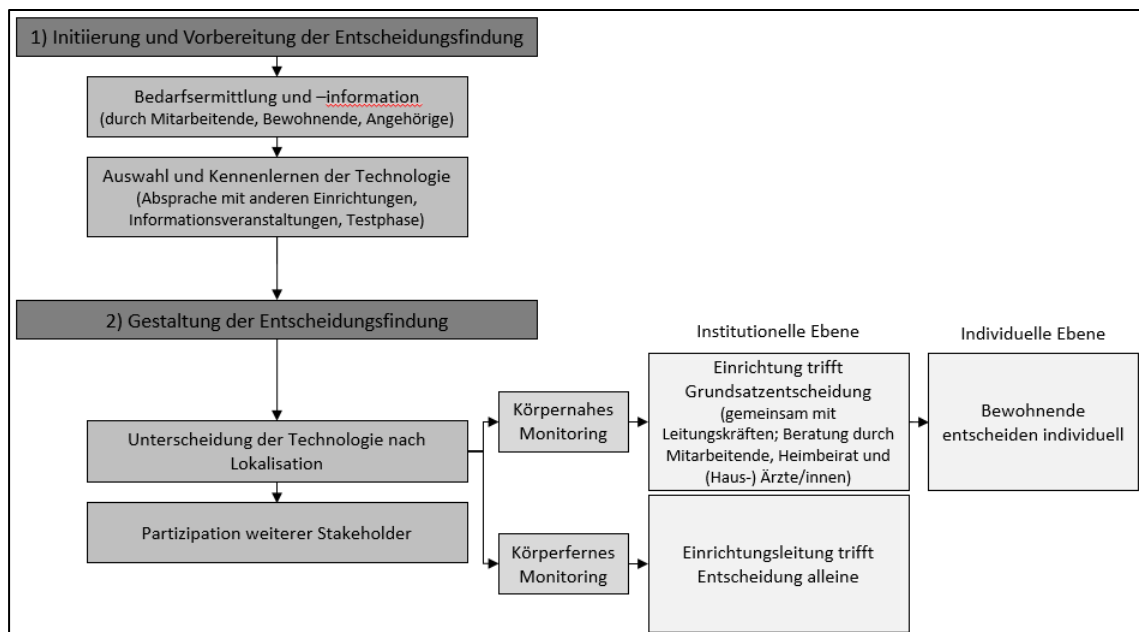 1) Initiierung und Vorbereitung der Entscheidungsfindung
Bedarfsermittlung und –information
(durch Mitarbeitende, Bewohnende, Angehörige)
Auswahl und Kennenlernen der Technologie
(Absprache mit anderen Einrichtungen,
Informationsveranstaltungen, Testphase)
2) Gestaltung der Entscheidungsfindung
Institutionelle Ebene
Individuelle Ebene
Unterscheidung der Technologie nach
Lokalisation
Partizipation weiterer Stakeholder
Körpernahes
Monitoring
Einrichtung trifft
Grundsatzentscheidung
(gemeinsam mit
Leitungskräften; Beratung durch
Mitarbeitende, Heimbeirat und
(Haus-) Ärzte/innen)
Bewohnende
entscheiden individuell
Körperfernes
Monitoring
Einrichtungsleitung trifft
Entscheidung alleine